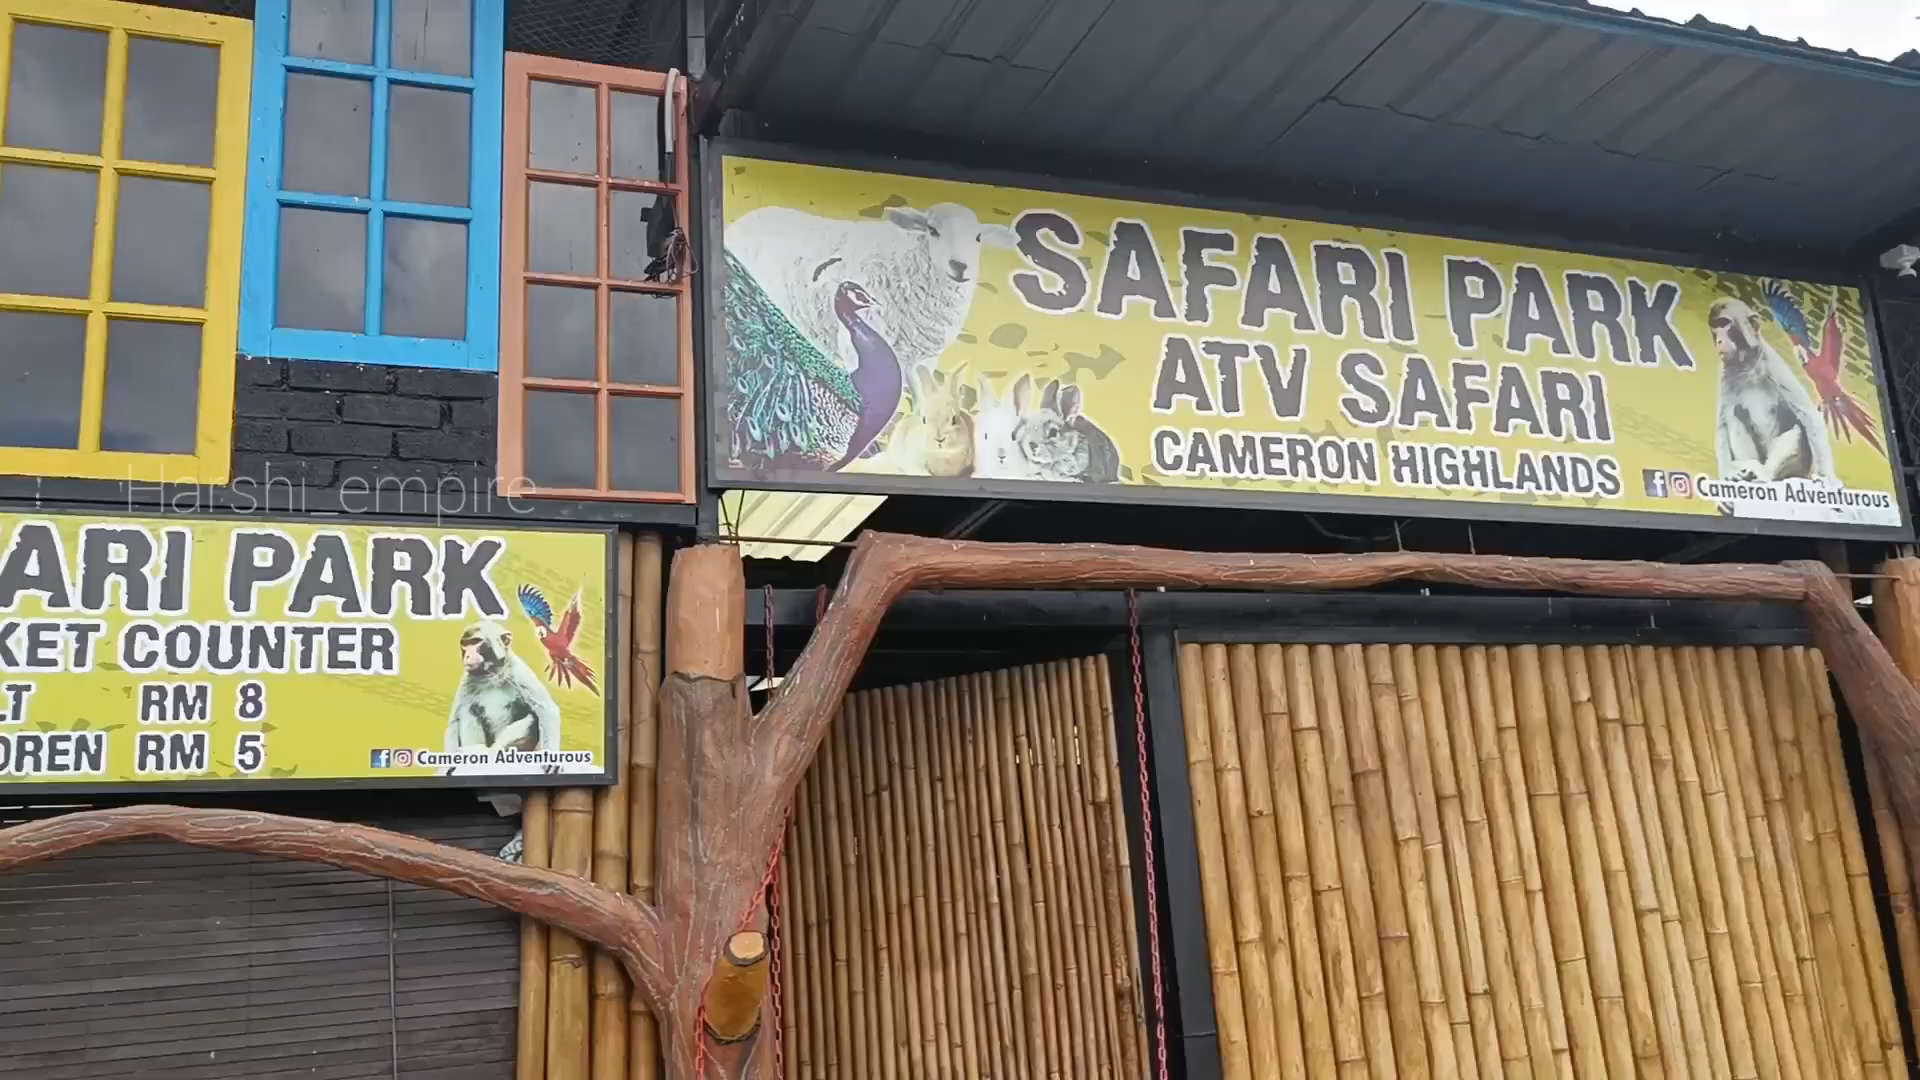 SAFARI PARK
ATV SAFARI
CAMERON HIGHLANDS
Cameron Adventurous
Harshi_empire
ARI PARK
KET COUNTER
LT RM 8
DREN RM 5
Cameron Adventurous